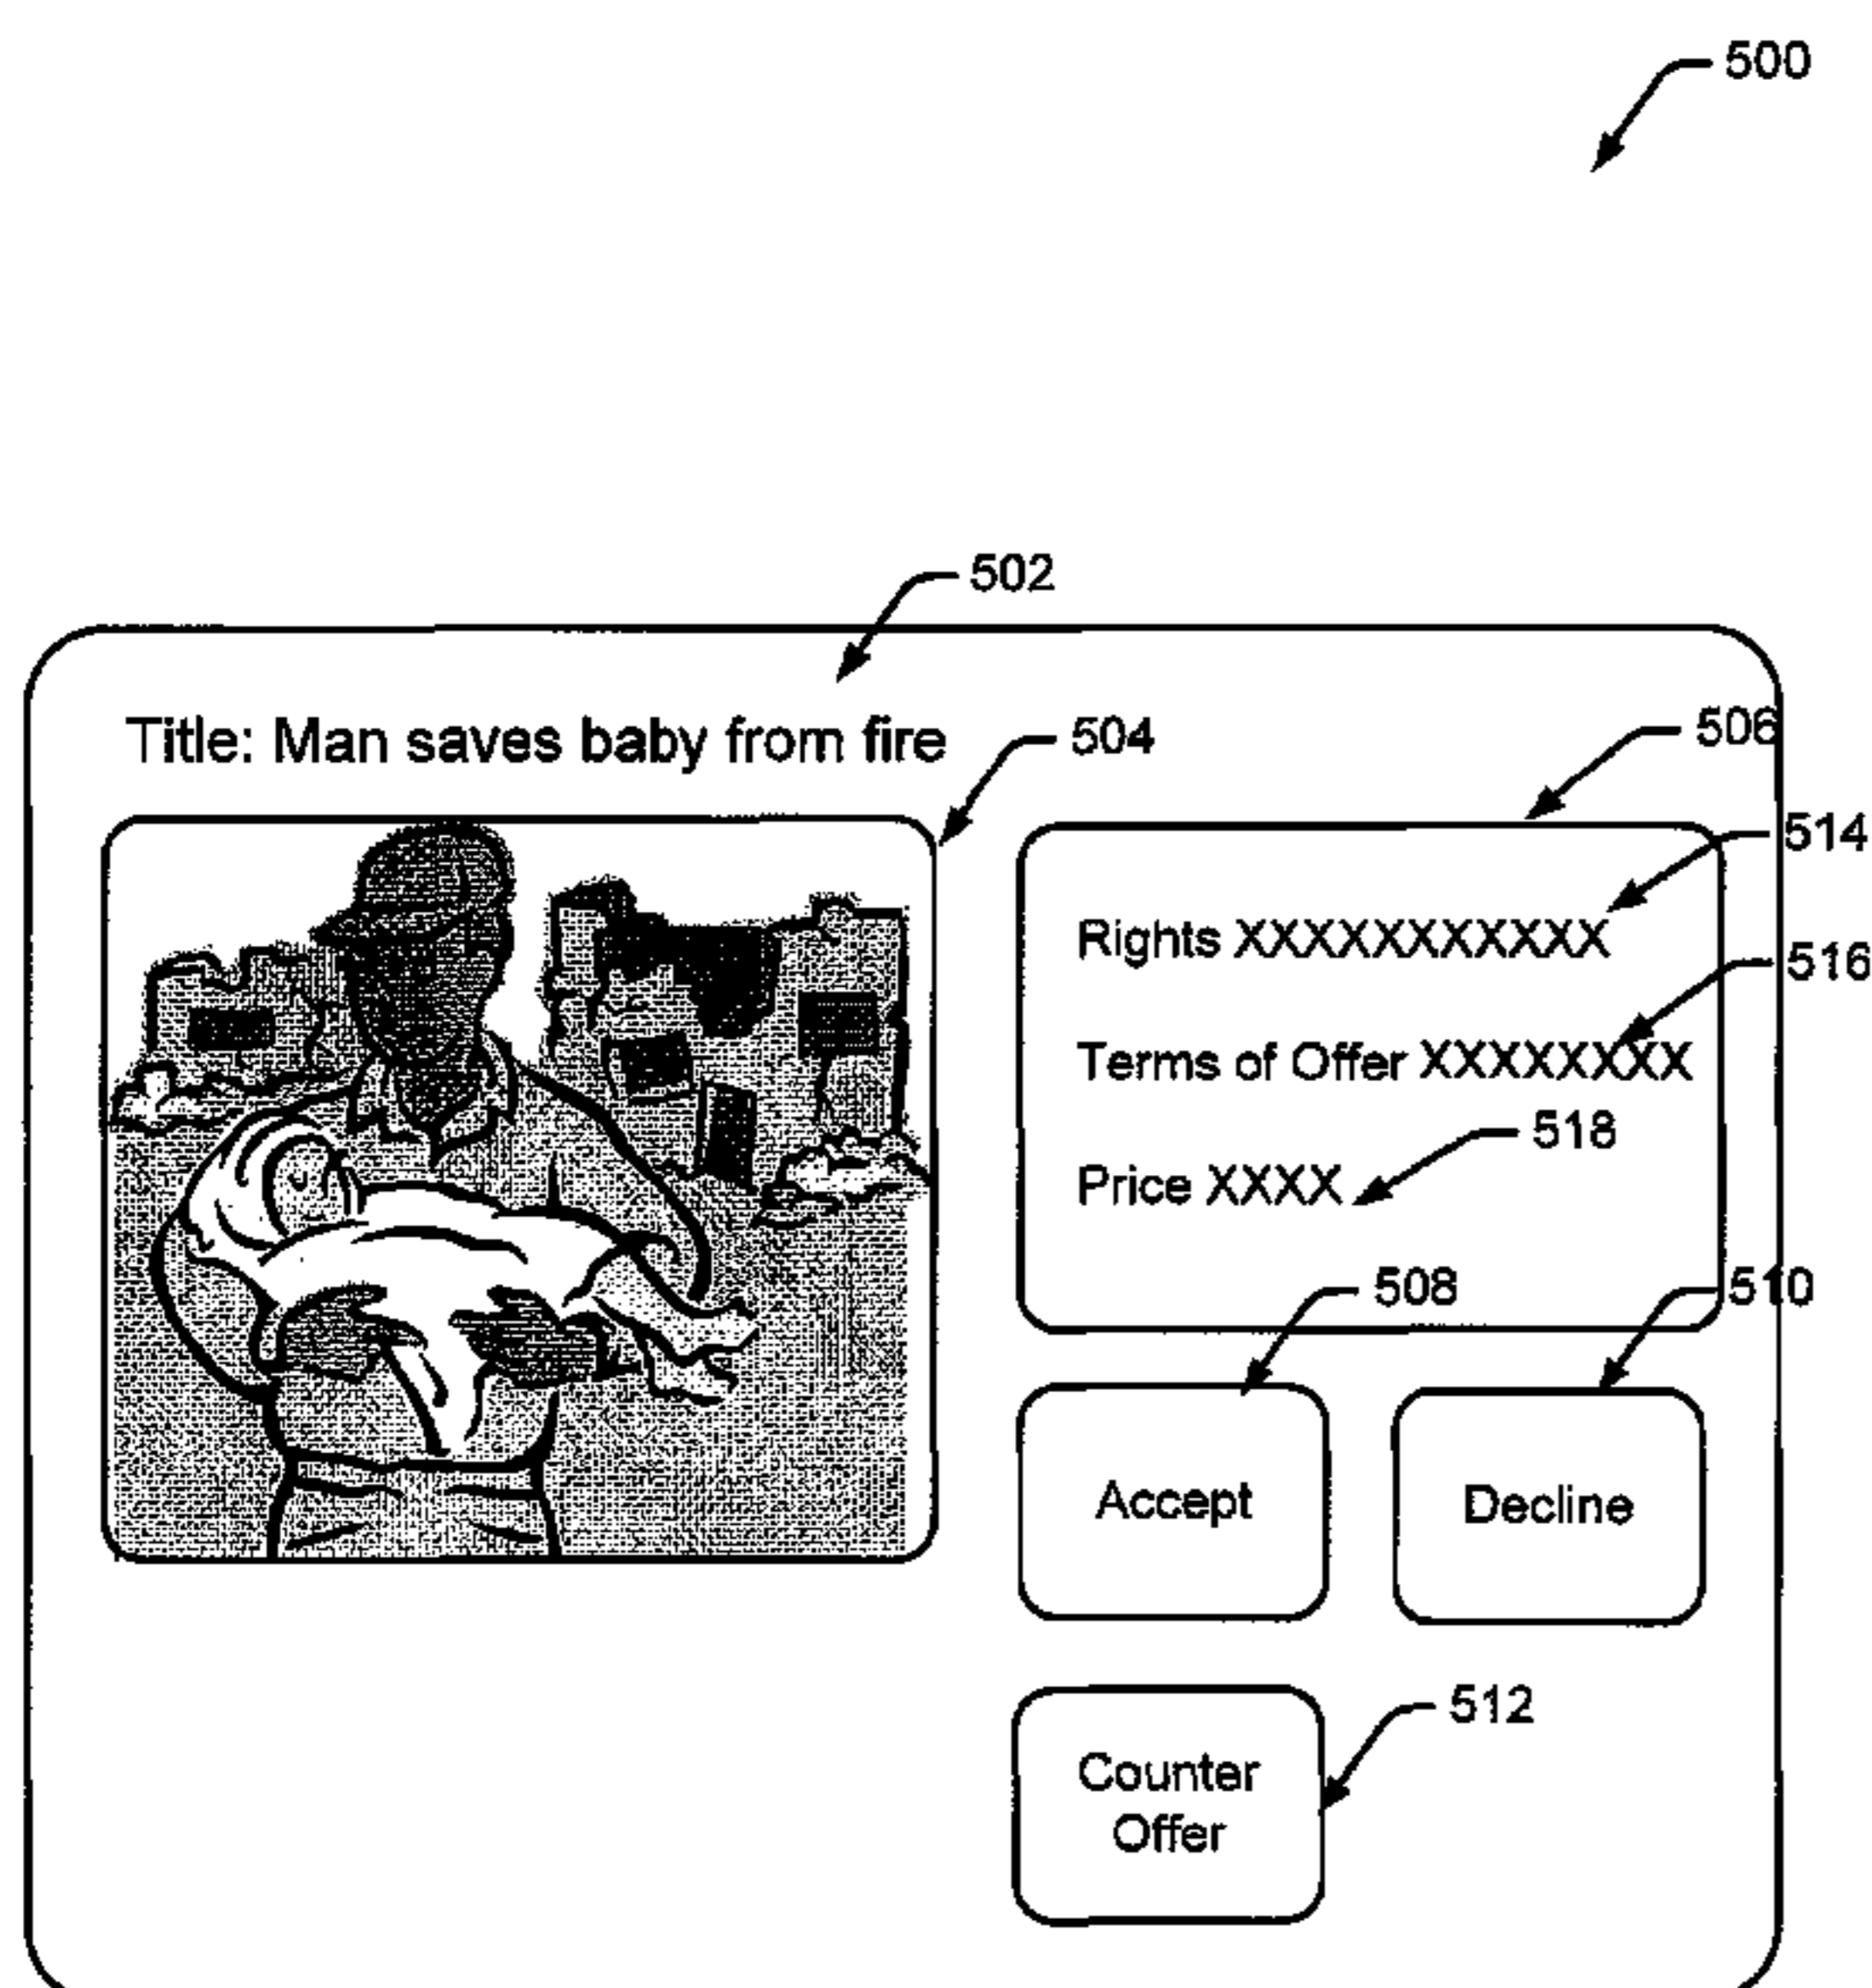 500
502
Title: Man saves baby from fire
504
506
514
Rights XXXXXXXXXXX
516
Terms of Offer XXXXXXXX
518
Price XXXX
508
510
Accept
Decline
512
Counter
Offer